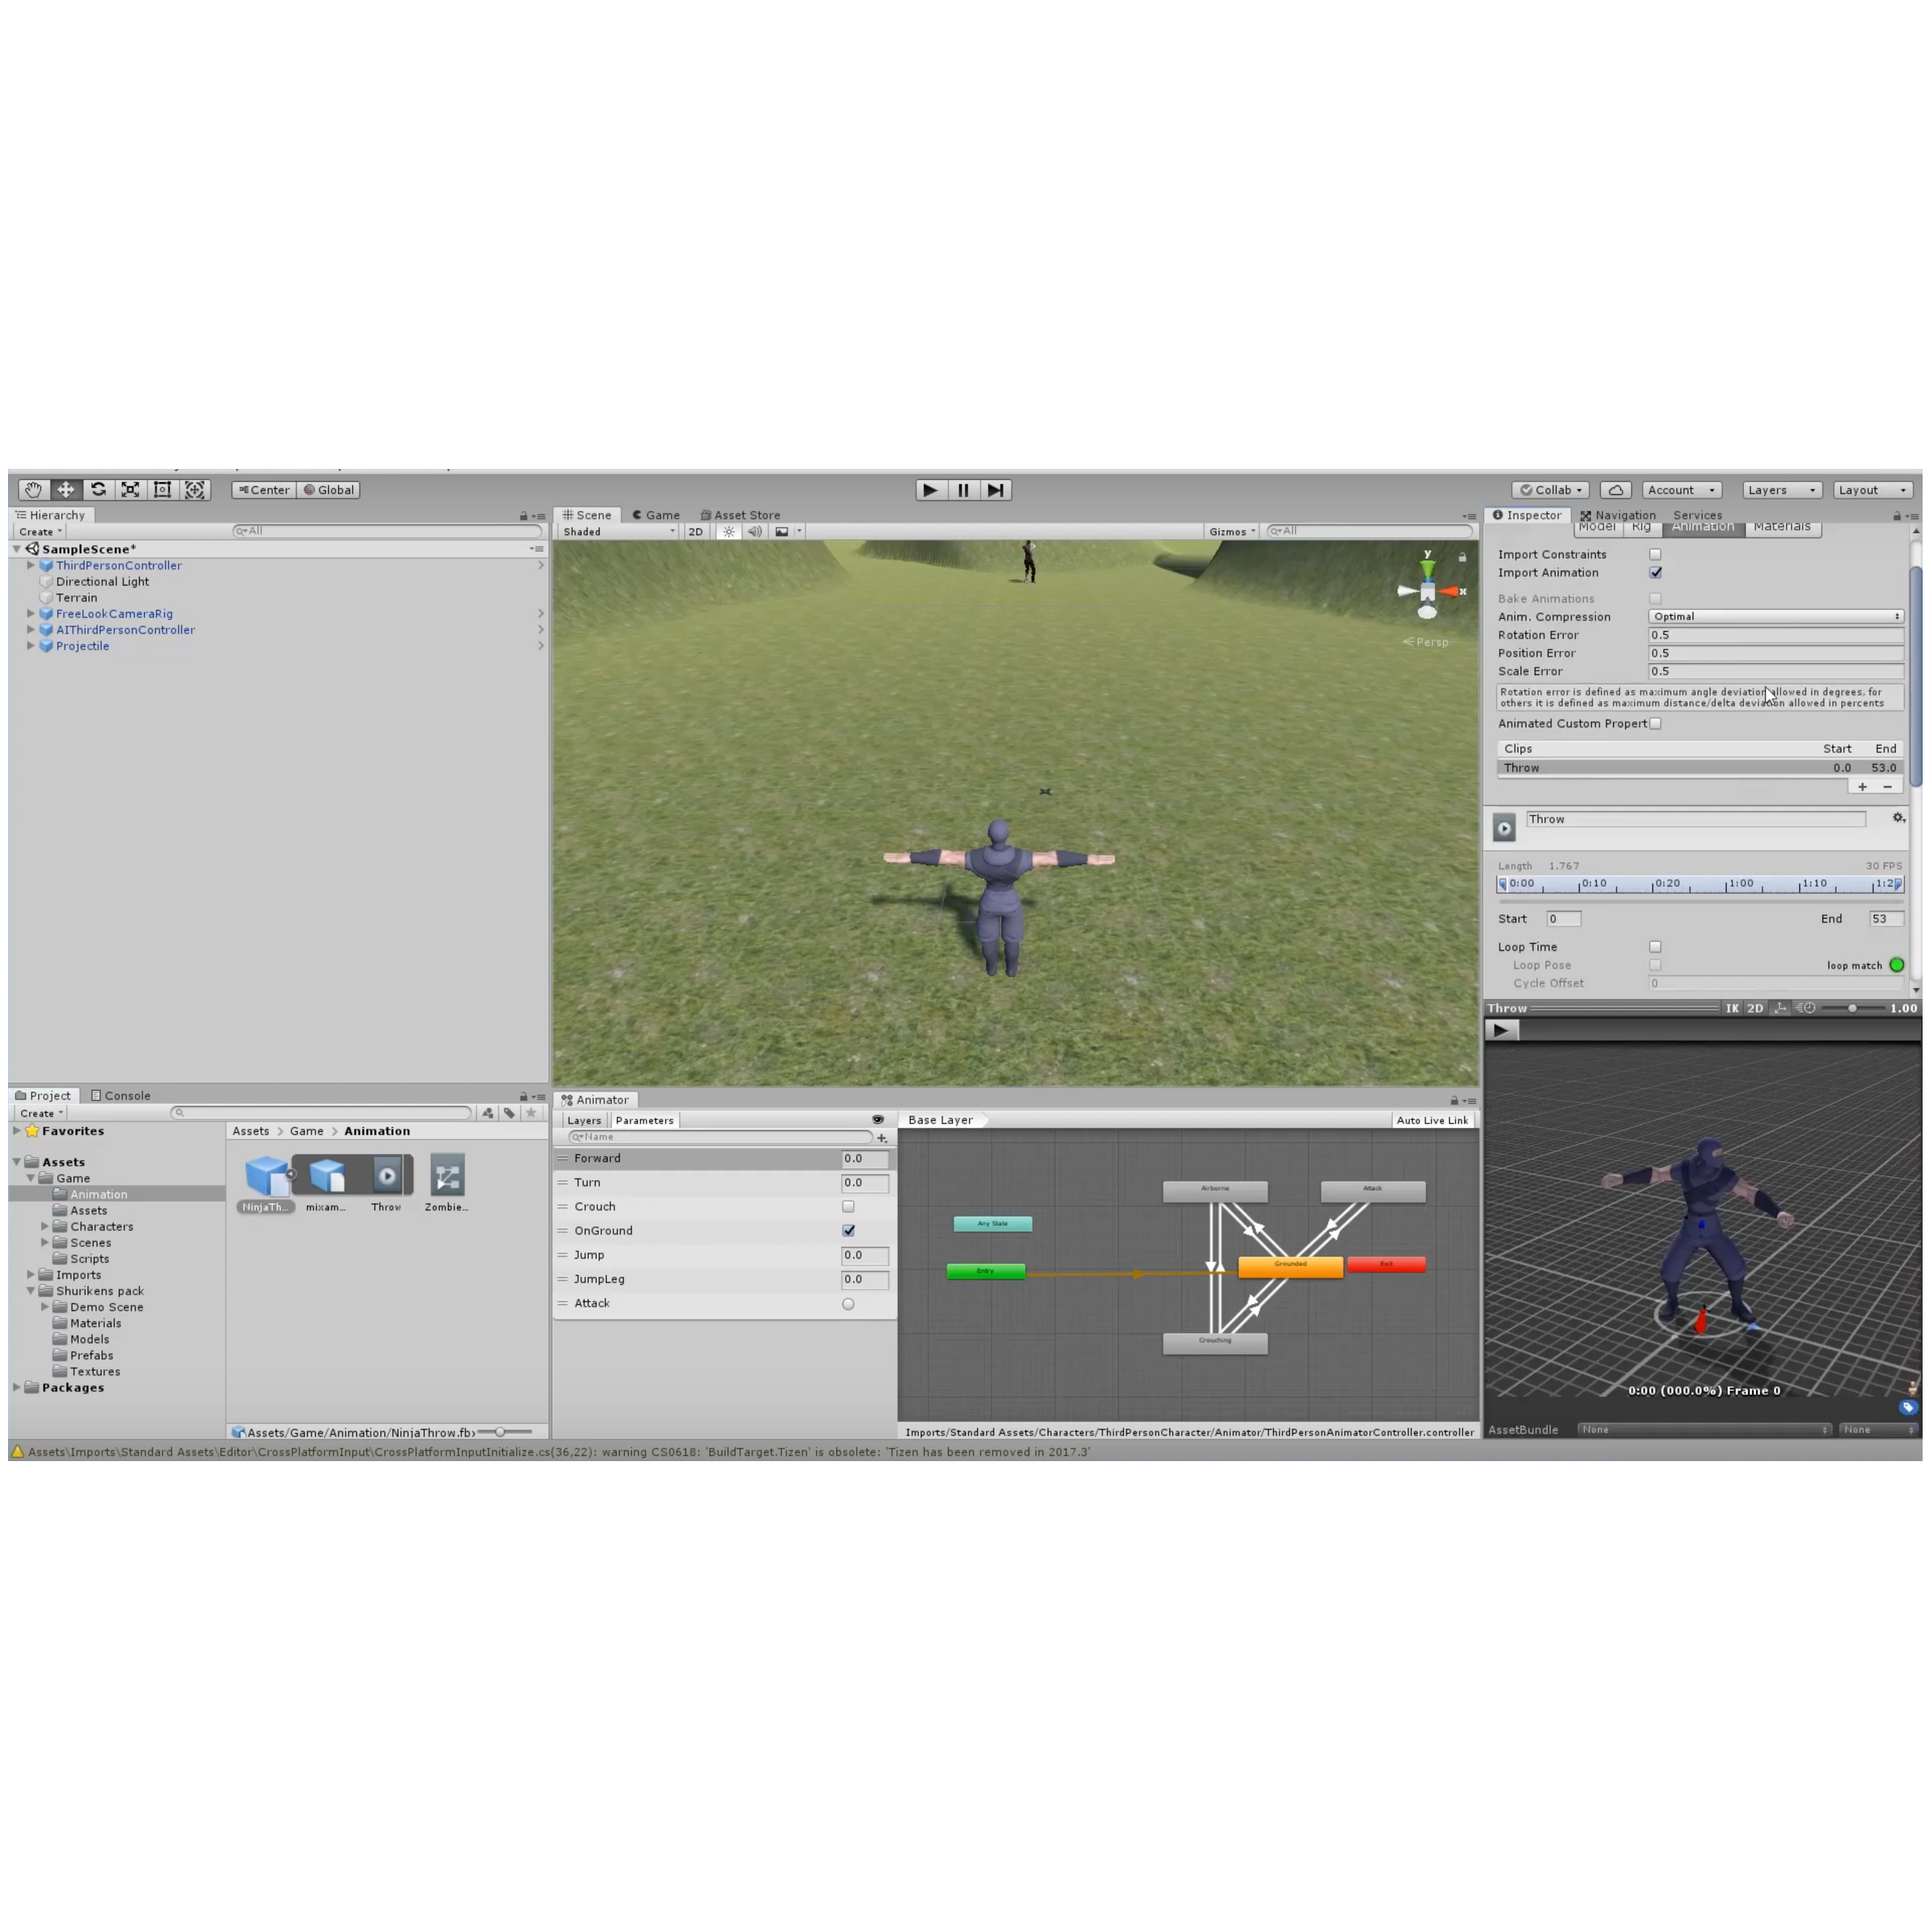 Center
Global
Collab
Account
Layers
Layout
Hierarchy
Create
All
SampleScene*
ThirdPersonController
Directional Light
Terrain
FreeLookCameraRig
AIThirdPersonController
Projectile
Scene
Game
Asset Store
Shaded
2D
Gizmos
All
y
x
Persp
Inspector
Navigation
Services
Model
Rig
Animation
Materials
Import Constraints
Import Animation
Bake Animations
Anim. Compression
Optimal
Rotation Error
0.5
Position Error
0.5
Scale Error
0.5
Rotation error is defined as maximum angle deviation allowed in degrees, for
others it is defined as maximum distance/delta deviation allowed in percents
Animated Custom Propert
Clips Start End
Throw 0.0 53.0
+ −
Throw
Length 1.767 30 FPS
0:00 0:10 0:20 1:00 1:10 1:2
Start 0 End 53
Loop Time
Loop Pose
loop match
Cycle Offset
0
Throw IK 2D 1.00
0:00 (000.0%) Frame 0
AssetBundle None None
Project
Console
Create
Favorites
Assets
Game
Animation
Assets
Characters
Scenes
Scripts
Imports
Shurikens pack
Demo Scene
Materials
Models
Prefabs
Textures
Packages
Assets > Game > Animation
NinjaTh...
mixam...
Throw
Zombie...
Assets/Game/Animation/NinjaThrow.fb
Animator
Layers
Parameters
Name
Forward 0.0
Turn 0.0
Crouch
OnGround
Jump 0.0
JumpLeg 0.0
Attack
Base Layer
Auto Live Link
Airborne
Attack
Any State
Entry
Grounded
Exit
Crouching
Imports/Standard Assets/Characters/ThirdPersonCharacter/Animator/ThirdPersonAnimatorController.controller
Assets\Imports\Standard Assets\Editor\CrossPlatformInput\CrossPlatformInputInitialize.cs(36,22): warning CS0618: 'BuildTarget.Tizen' is obsolete: 'Tizen has been removed in 2017.3'